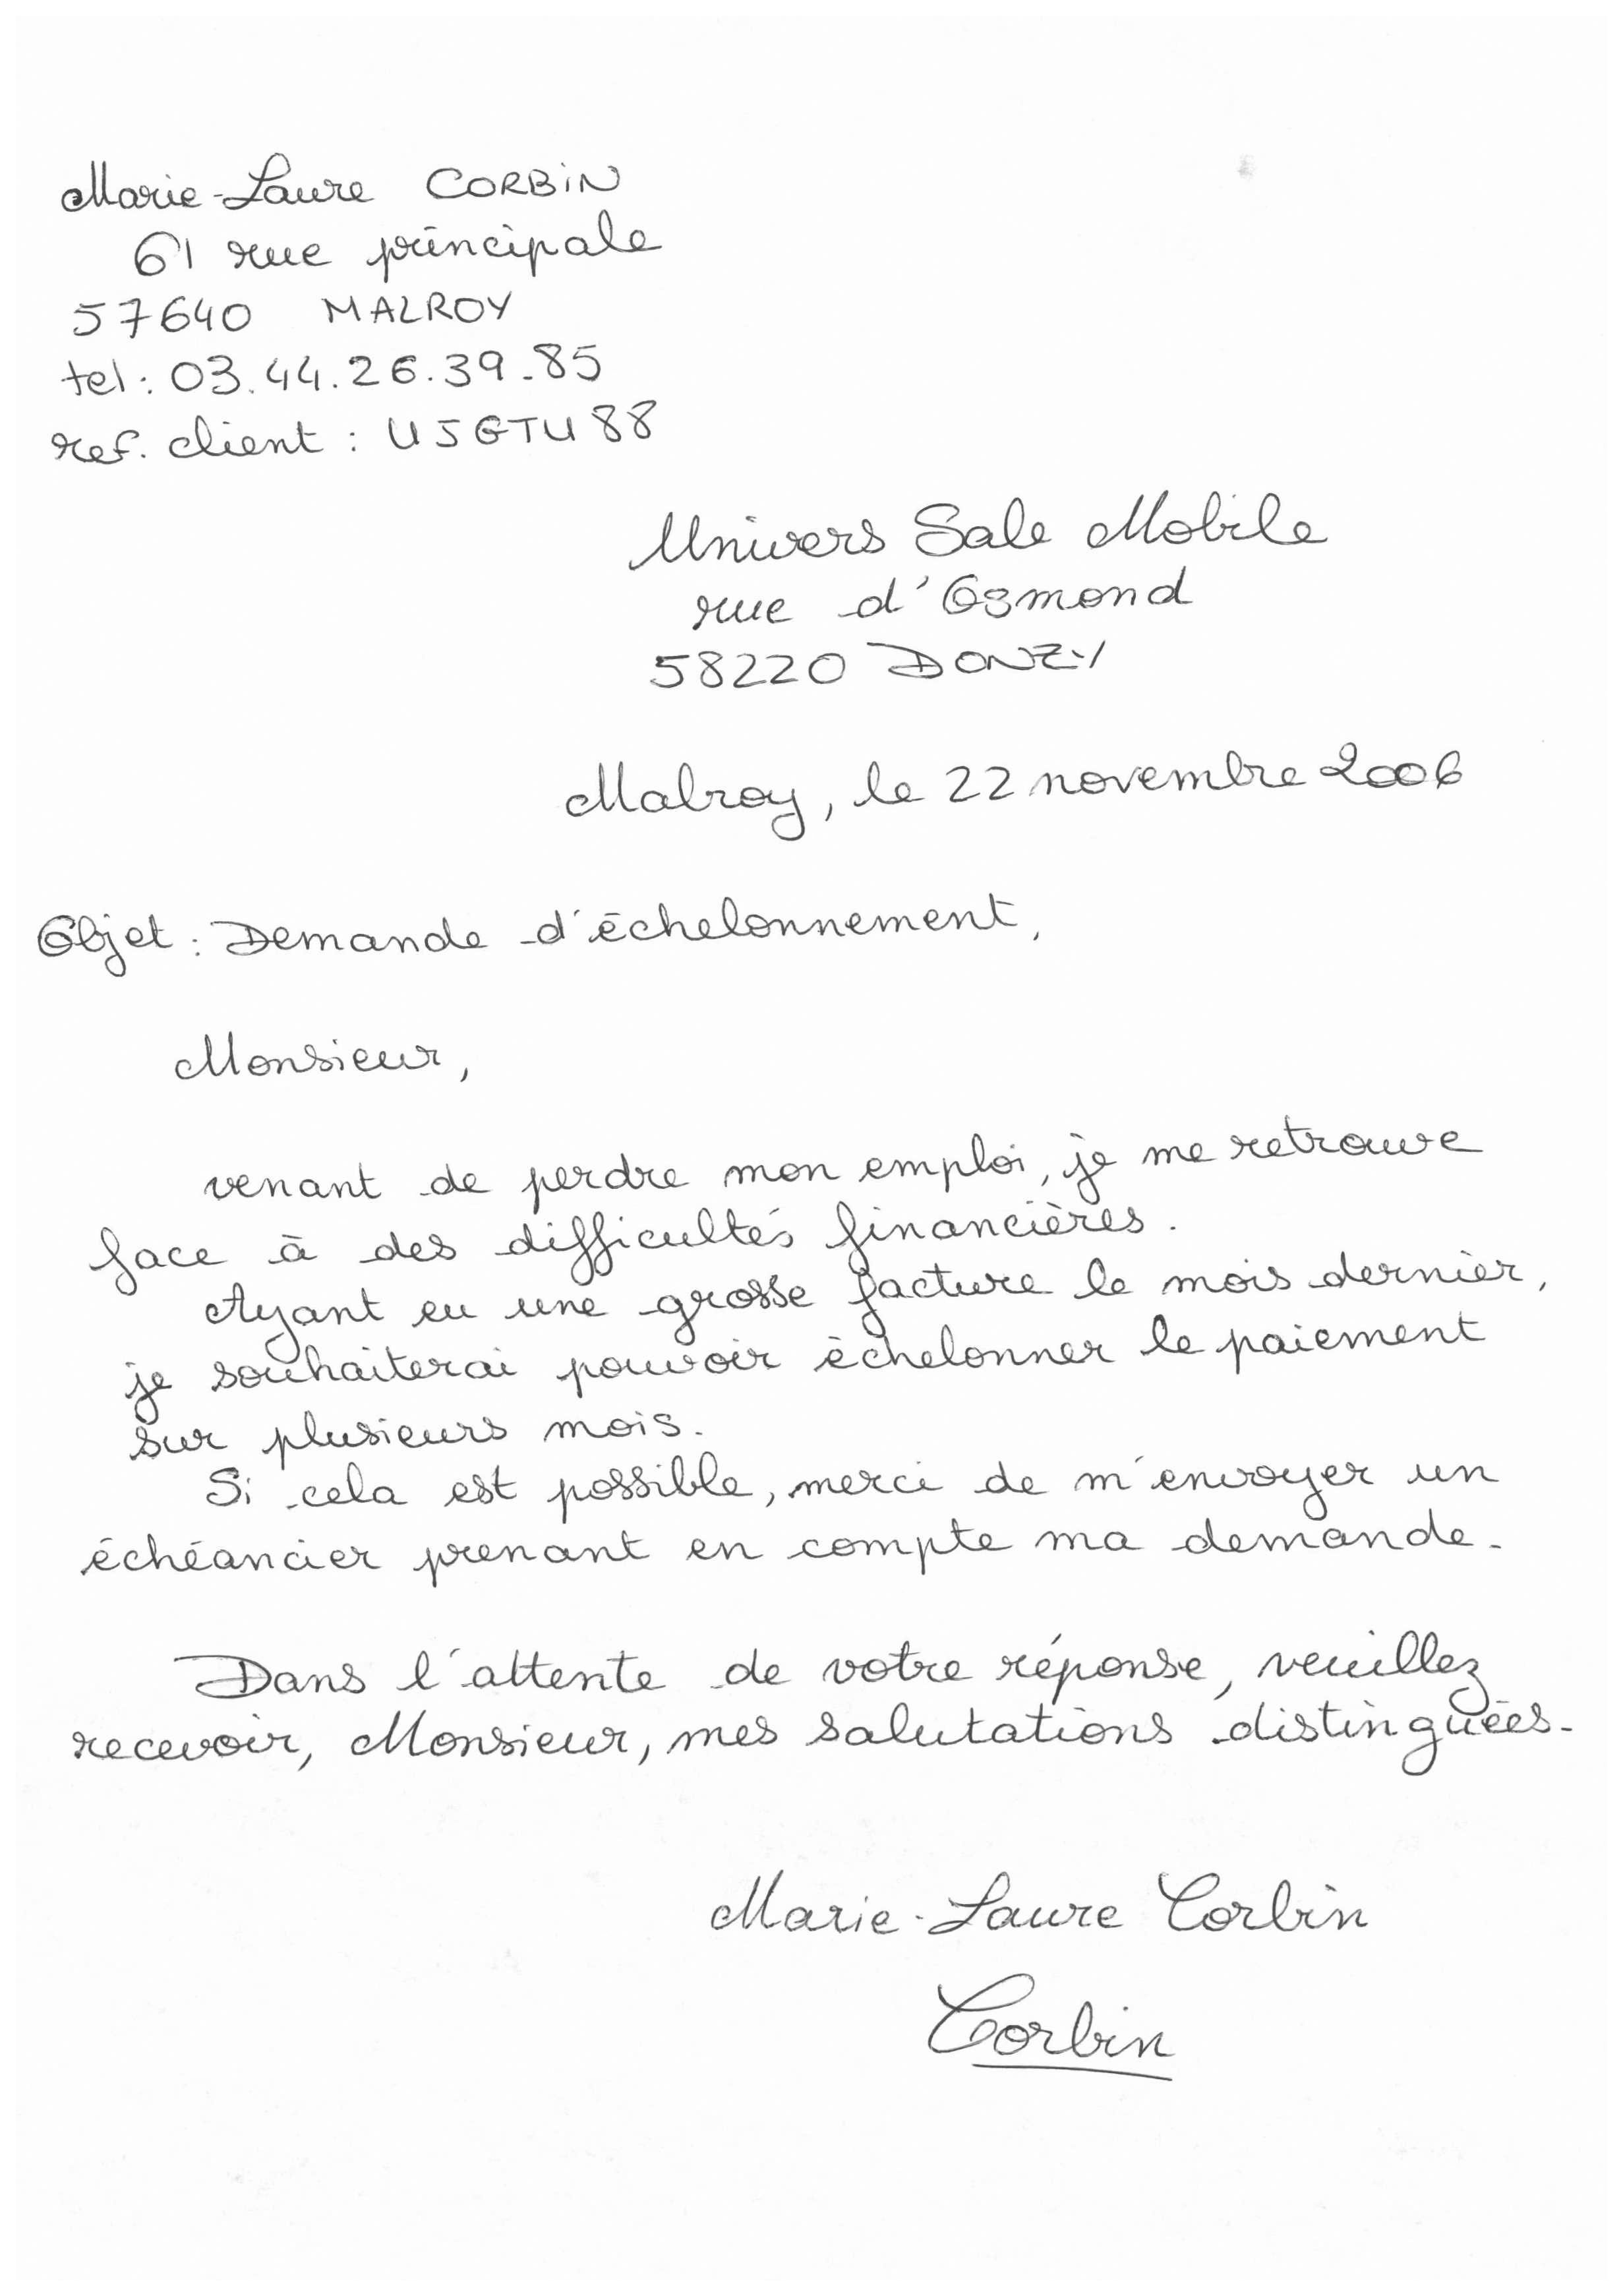 Marie-Laure CORBIN
61 rue principale
57640 MALROY
tel : 03.44.26.39.85
ref. client : USGTU88
Univers Sale Mobile
rue d'Osmond
58220 DONZY
Malroy, le 22 novembre 2006
Objet : Demande d'échelonnement,
Monsieur,
venant de perdre mon emploi, je me retrouve
face à des difficultés financières.
Ayant eu une grosse facture le mois dernier,
je souhaiterai pouvoir échelonner le paiement
sur plusieurs mois.
Si cela est possible, merci de m'envoyer un
échéancier prenant en compte ma demande.
Dans l'attente de votre réponse, veuillez
recevoir, Monsieur, mes salutations distinguées.
Marie-Laure Corbin
Corbin